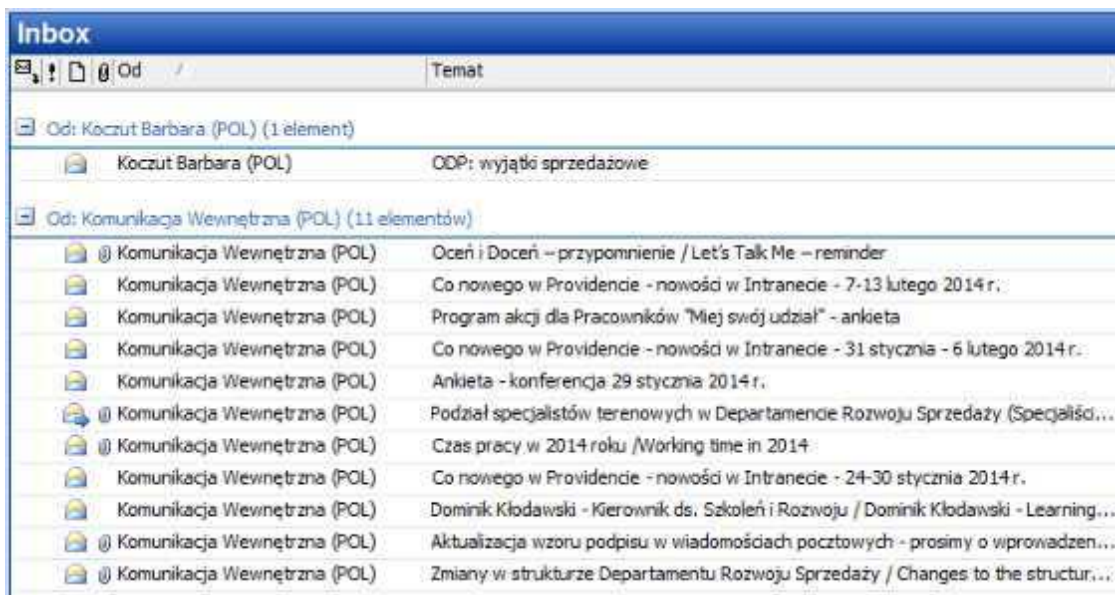 Inbox
Od Temat
Od: Koczut Barbara (POL) (1 element)
Koczut Barbara (POL) ODP: wyjątki sprzedażowe
Od: Komunikacja Wewnętrzna (POL) (11 elementów)
Komunikacja Wewnętrzna (POL) Oceń i Doceń – przypomnienie / Let's Talk Me – reminder
Komunikacja Wewnętrzna (POL) Co nowego w Providencie - nowości w Intranecie - 7-13 lutego 2014 r.
Komunikacja Wewnętrzna (POL) Program akcji dla Pracowników "Miej swój udział" - ankieta
Komunikacja Wewnętrzna (POL) Co nowego w Providencie - nowości w Intranecie - 31 stycznia - 6 lutego 2014 r.
Komunikacja Wewnętrzna (POL) Ankieta - konferencja 29 stycznia 2014 r.
Komunikacja Wewnętrzna (POL) Podział specjalistów terenowych w Departamencie Rozwoju Sprzedaży (Specjaliści...
Komunikacja Wewnętrzna (POL) Czas pracy w 2014 roku /Working time in 2014
Komunikacja Wewnętrzna (POL) Co nowego w Providencie - nowości w Intranecie - 24-30 stycznia 2014 r.
Komunikacja Wewnętrzna (POL) Dominik Kłodawski - Kierownik ds. Szkoleń i Rozwoju / Dominik Kłodawski - Learning...
Komunikacja Wewnętrzna (POL) Aktualizacja wzoru podpisu w wiadomościach pocztowych - prosimy o wprowadzen...
Komunikacja Wewnętrzna (POL) Zmiany w strukturze Departamentu Rozwoju Sprzedaży / Changes to the structur...